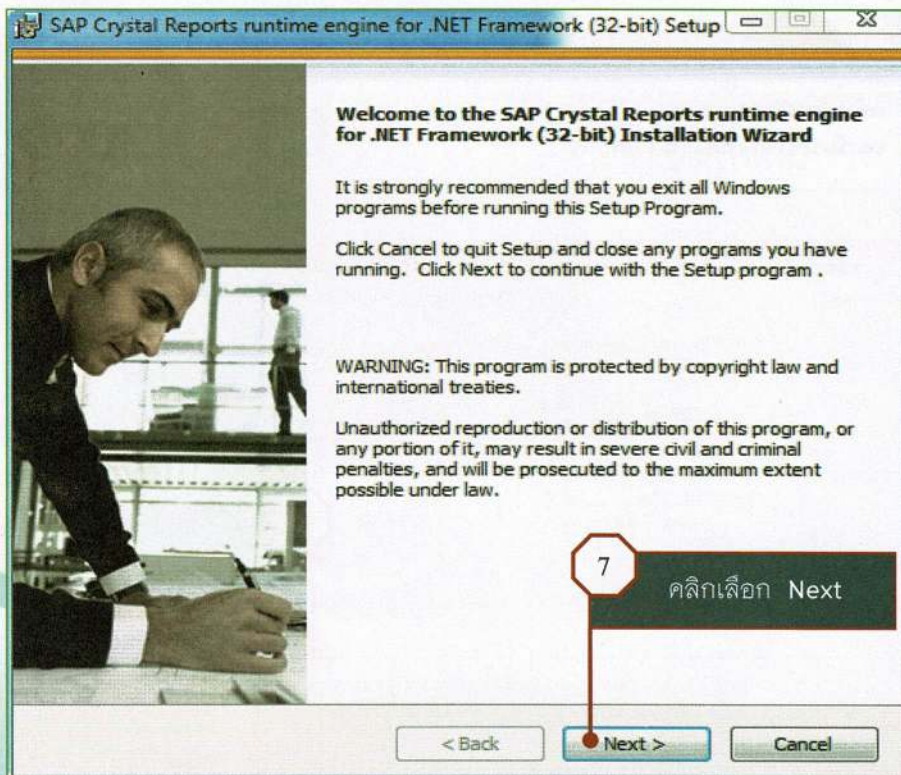 SAP Crystal Reports runtime engine for .NET Framework (32-bit) Setup
Welcome to the SAP Crystal Reports runtime engine
for .NET Framework (32-bit) Installation Wizard
It is strongly recommended that you exit all Windows
programs before running this Setup Program.
Click Cancel to quit Setup and close any programs you have
running.  Click Next to continue with the Setup program .
WARNING: This program is protected by copyright law and
international treaties.
Unauthorized reproduction or distribution of this program, or
any portion of it, may result in severe civil and criminal
penalties, and will be prosecuted to the maximum extent
possible under law.
7
คลิกเลือก Next
< Back
Next >
Cancel